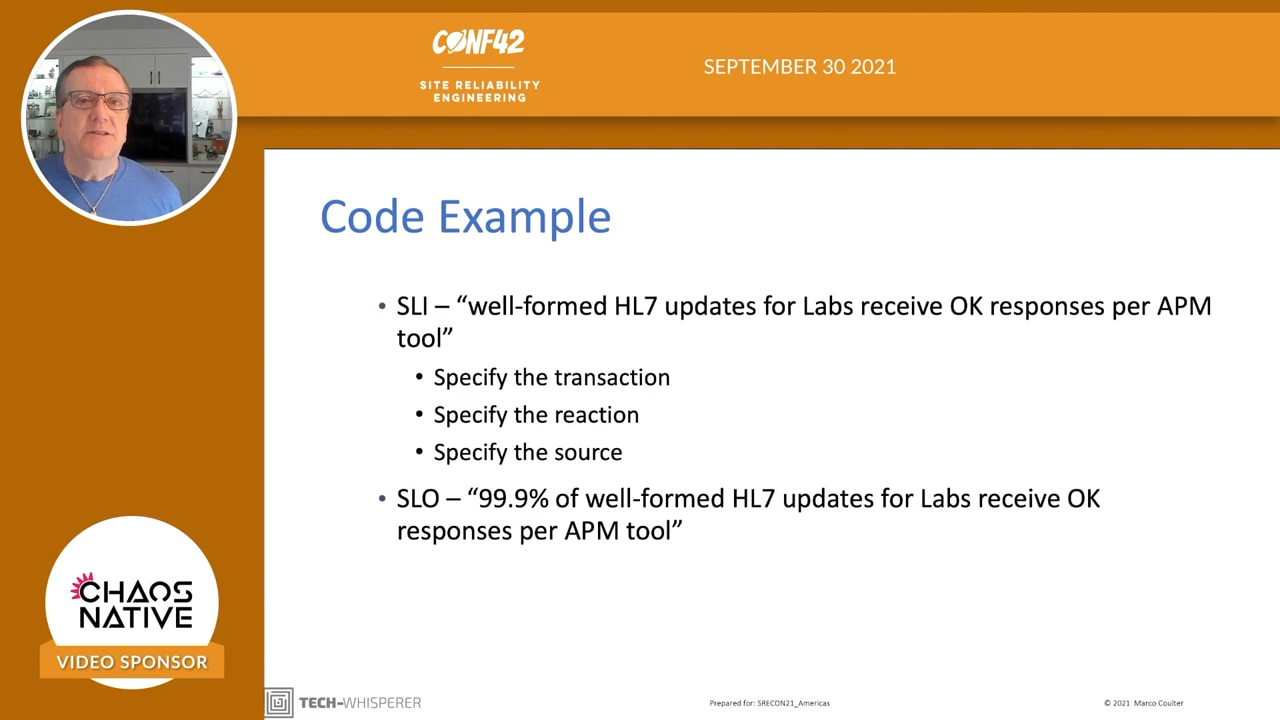 CONF42
SITE RELIABILITY
ENGINEERING
SEPTEMBER 30 2021
Code Example
• SLI – “well-formed HL7 updates for Labs receive OK responses per APM
tool”
• Specify the transaction
• Specify the reaction
• Specify the source
• SLO – “99.9% of well-formed HL7 updates for Labs receive OK
responses per APM tool”
CHAOS
NATIVE
VIDEO SPONSOR
TECH-WHISPERER
Prepared for: SRECON21_Americas
© 2021 Marco Coulter